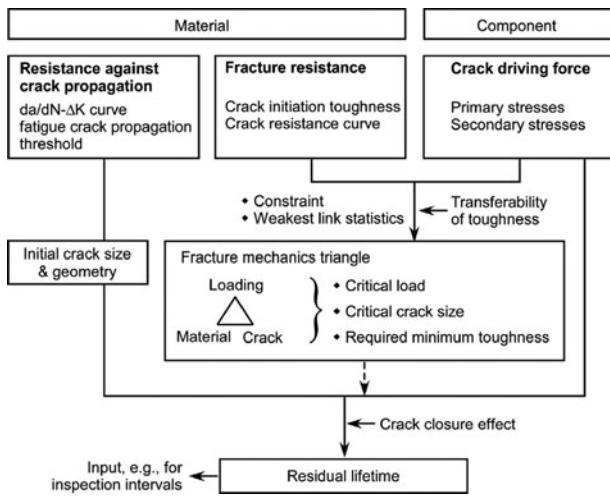 Material
Component
Resistance against
crack propagation
da/dN-ΔK curve
fatigue crack propagation
threshold
Fracture resistance
Crack initiation toughness
Crack resistance curve
Crack driving force
Primary stresses
Secondary stresses
◆ Constraint
◆ Weakest link statistics
Transferability
of toughness
Initial crack size
& geometry
Fracture mechanics triangle
Loading
Material Crack
◆ Critical load
◆ Critical crack size
◆ Required minimum toughness
Crack closure effect
Input, e.g., for
inspection intervals
Residual lifetime